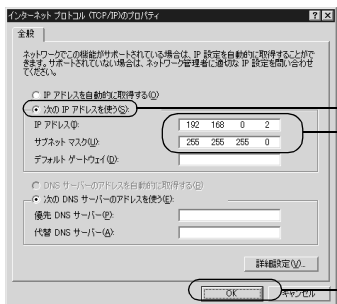 インターネット プロトコル (TCP/IP)のプロパティ
全般
ネットワークでこの機能がサポートされている場合は、IP 設定を自動的に取得することがで
きます。サポートされていない場合は、ネットワーク管理者に適切な IP 設定を問い合わせ
てください。
IP アドレスを自動的に取得する(O)
次の IP アドレスを使う(S):
IP アドレス(I):
192 168 0 2
サブネット マスク(U):
255 255 255 0
デフォルト ゲートウェイ(D):
DNS サーバーのアドレスを自動的に取得する(B)
次の DNS サーバーのアドレスを使う(E):
優先 DNS サーバー(P):
代替 DNS サーバー(A):
詳細設定(V)...
OK
キャンセル